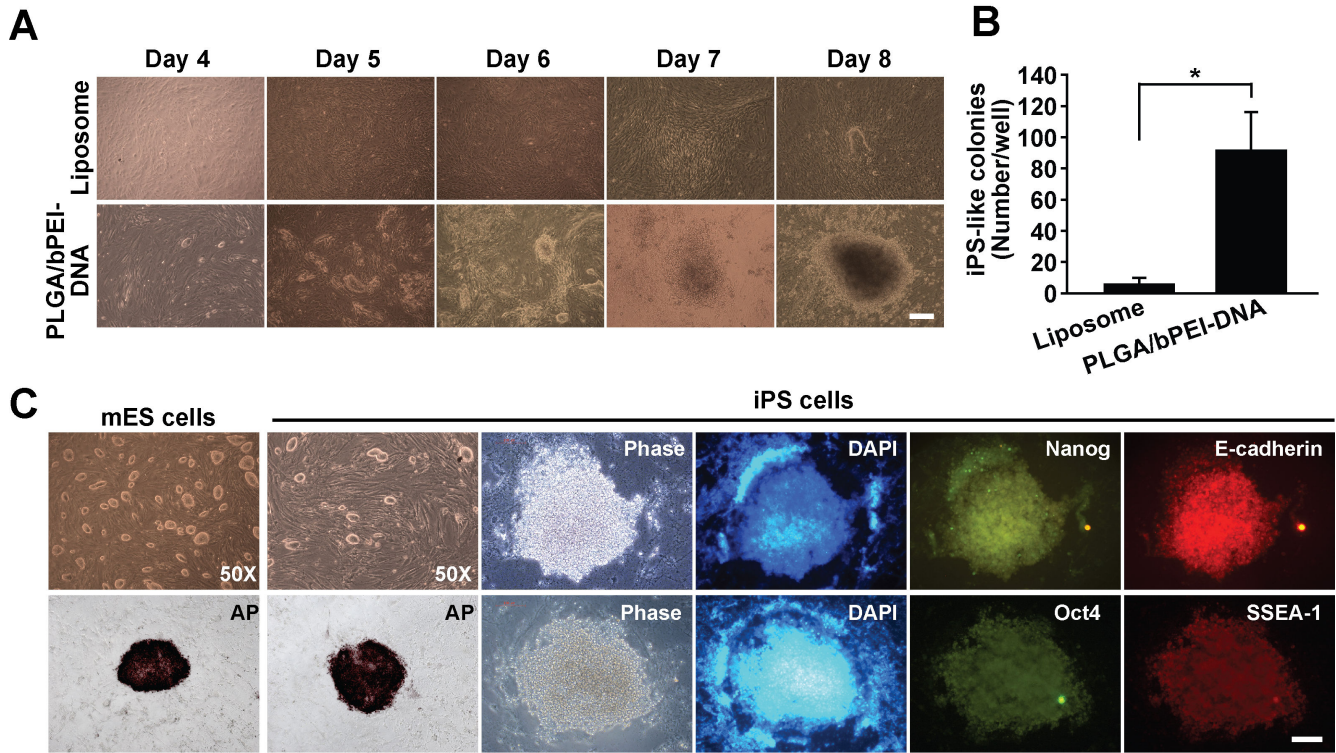 A
Day 4 Day 5 Day 6 Day 7 Day 8
Liposome
PLGA/bPEI-
DNA
B
iPS-like colonies
(Number/well)
140
120
100
80
60
40
20
0
*
Liposome
PLGA/bPEI-DNA
C
mES cells
iPS cells
50X 50X Phase DAPI Nanog E-cadherin
AP AP Phase DAPI Oct4 SSEA-1